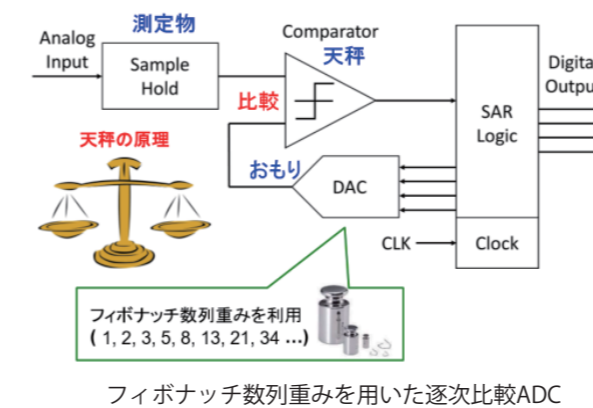 測定物
Analog
Input
Sample
Hold
Comparator
天秤
比較
SAR
Logic
Digita
Outpu
天秤の原理
おもり
DAC
CLK
Clock
フィボナッチ数列重みを利用
( 1, 2, 3, 5, 8, 13, 21, 34 ...)
フィボナッチ数列重みを用いた逐次比較ADC